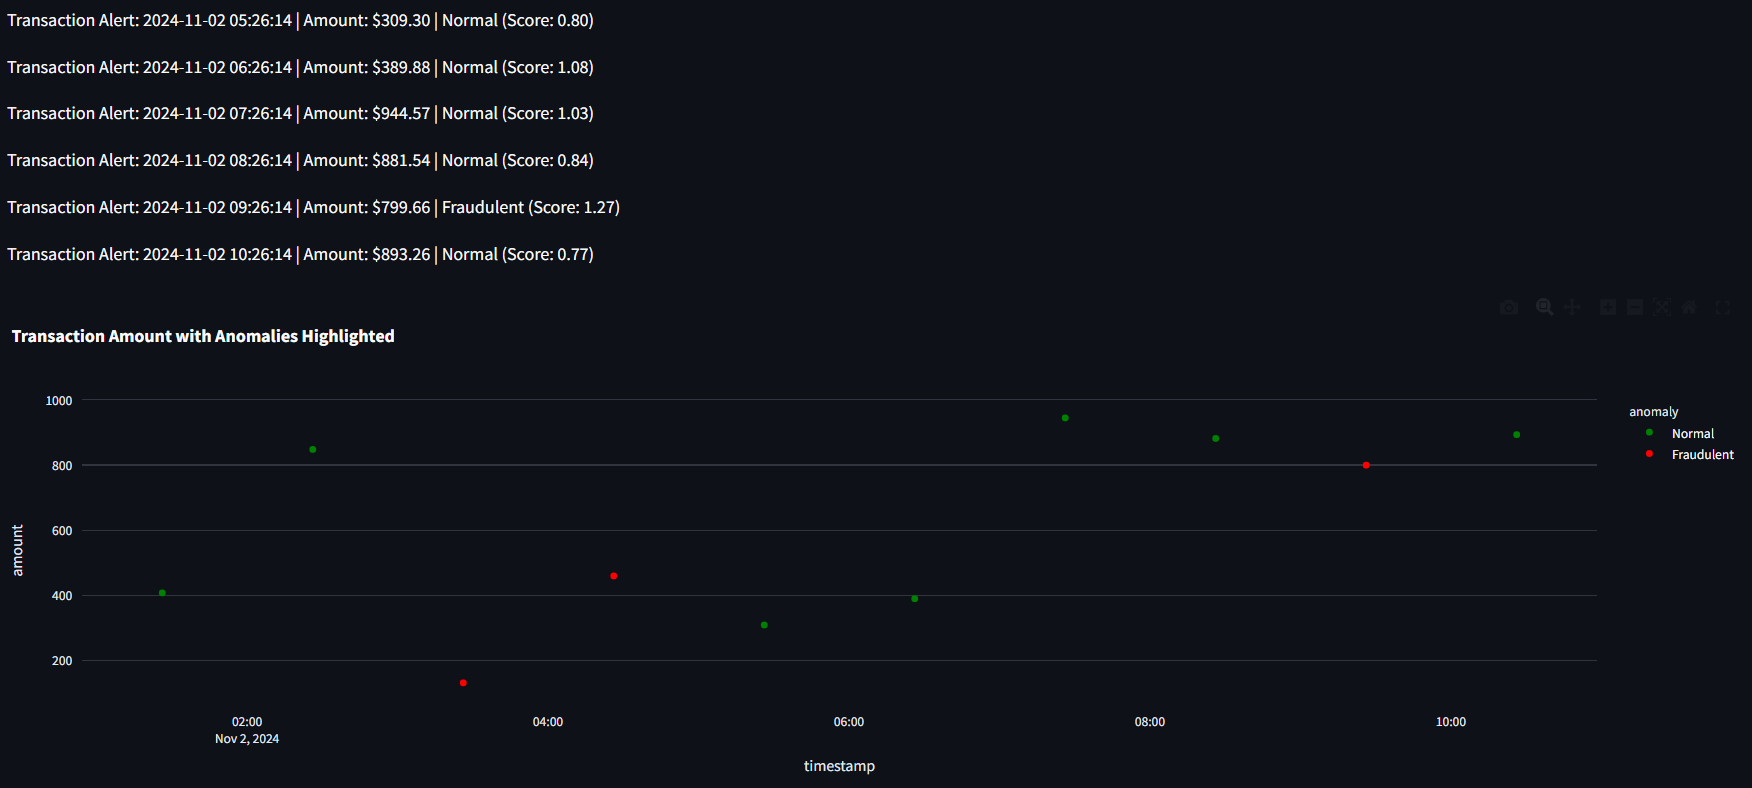 Transaction Alert: 2024-11-02 05:26:14 | Amount: $309.30 | Normal (Score: 0.80)
Transaction Alert: 2024-11-02 06:26:14 | Amount: $389.88 | Normal (Score: 1.08)
Transaction Alert: 2024-11-02 07:26:14 | Amount: $944.57 | Normal (Score: 1.03)
Transaction Alert: 2024-11-02 08:26:14 | Amount: $881.54 | Normal (Score: 0.84)
Transaction Alert: 2024-11-02 09:26:14 | Amount: $799.66 | Fraudulent (Score: 1.27)
Transaction Alert: 2024-11-02 10:26:14 | Amount: $893.26 | Normal (Score: 0.77)
Transaction Amount with Anomalies Highlighted
1000
800
600
400
200
amount
02:00
Nov 2, 2024
04:00
06:00
08:00
10:00
timestamp
anomaly
Normal
Fraudulent